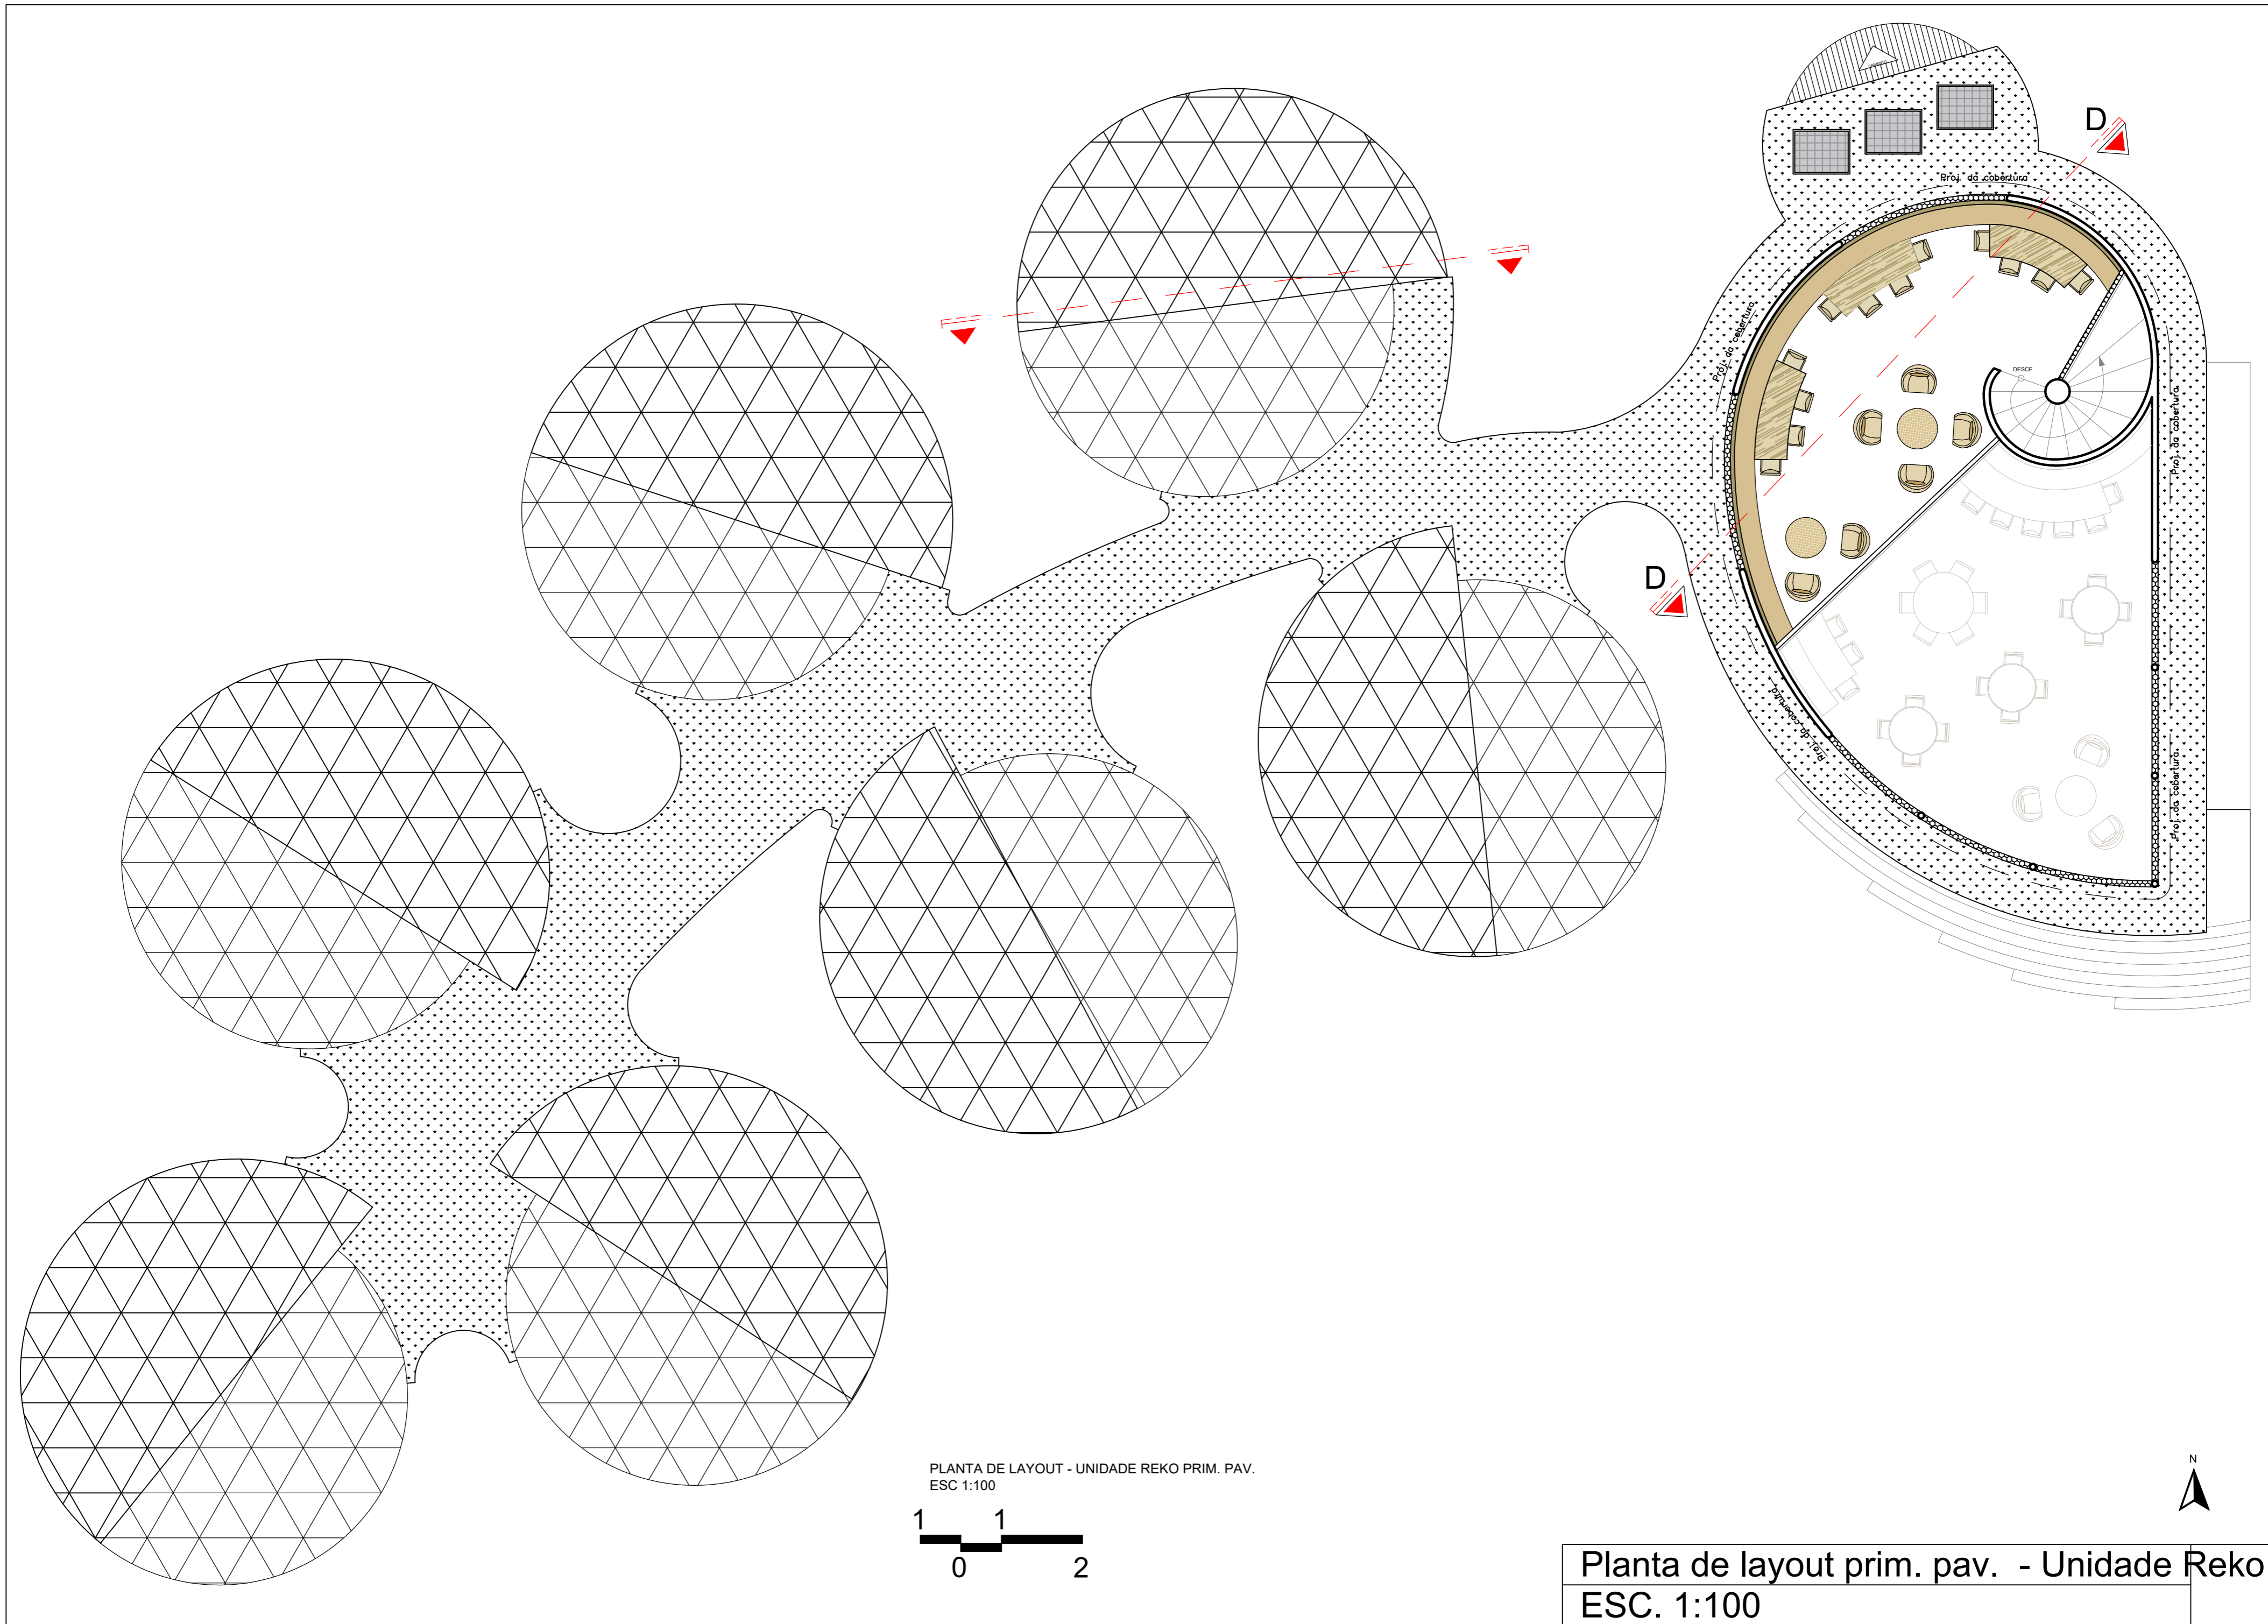 D
Proj. da cobertura
Proj. da cobertura
DESCE
Proj. da cobertura
D
Proj. da cobertura
Proj. da cobertura
PLANTA DE LAYOUT - UNIDADE REKO PRIM. PAV.
ESC 1:100
1 1
0 2
N
Planta de layout prim. pav. - Unidade Reko
ESC. 1:100